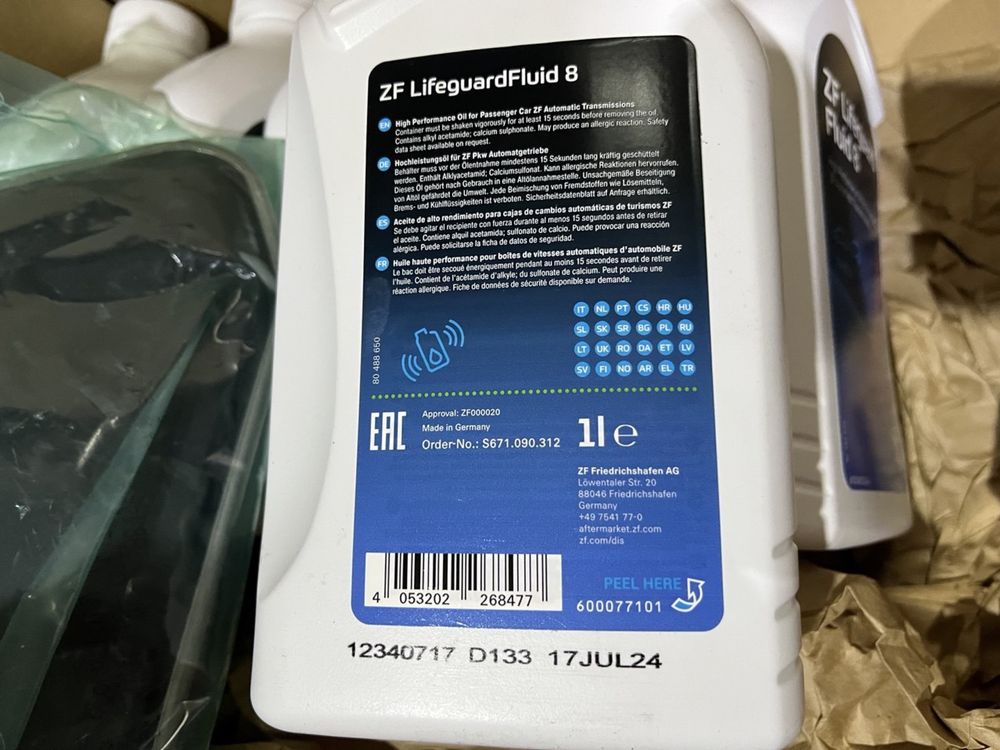 ZF LifeguardFluid 8
EN High Performance Oil for Passenger Car ZF Automatic Transmissions
Container must be shaken vigorously for at least 15 seconds before removing the oil.
Contains alkyl acetamide; calcium sulphonate. May produce an allergic reaction. Safety
data sheet available on request.
DE Hochleistungsöl für ZF Pkw Automatgetriebe
Behälter muss vor der Ölentnahme mindestens 15 Sekunden lang kräftig geschüttelt
werden. Enthält Alklyacetamid; Calciumsulfonat. Kann allergische Reaktionen hervorrufen.
Dieses Öl gehört nach Gebrauch in eine Altölannahmestelle. Unsachgemäße Beseitigung
von Altöl gefährdet die Umwelt. Jede Beimischung von Fremdstoffen wie Lösemitteln,
Brems- und Kühlflüssigkeiten ist verboten. Sicherheitsdatenblatt auf Anfrage erhältlich.
ES Aceite de alto rendimiento para cajas de cambios automáticas de turismos ZF
Se debe agitar el recipiente con fuerza durante al menos 15 segundos antes de retirar
el aceite. Contiene alquil acetamida; sulfonato de calcio. Puede provocar una reacción
alérgica. Puede solicitarse la ficha de datos de seguridad.
FR Huile haute performance pour boîtes de vitesses automatiques d'automobile ZF
Le bac doit être secoué énergiquement pendant au moins 15 secondes avant de retirer
l'huile. Contient de l'acétamide d'alkyle; du sulfonate de calcium. Peut produire une
réaction allergique. Fiche de données de sécurité disponible sur demande.
IT NL PT CS HR HU
SL SK SR BG PL RU
LT UK RO DA ET LV
SV FI NO AR EL TR
80 488 650
EAC
Approval: ZF000020
Made in Germany
Order-No.: S671.090.312
1l e
ZF Friedrichshafen AG
Löwentaler Str. 20
88046 Friedrichshafen
Germany
+49 7541 77-0
aftermarket.zf.com
zf.com/dis
PEEL HERE
600077101
4 053202 268477
12340717 D133 17JUL24
ZF Lifeguard
Fluid 8